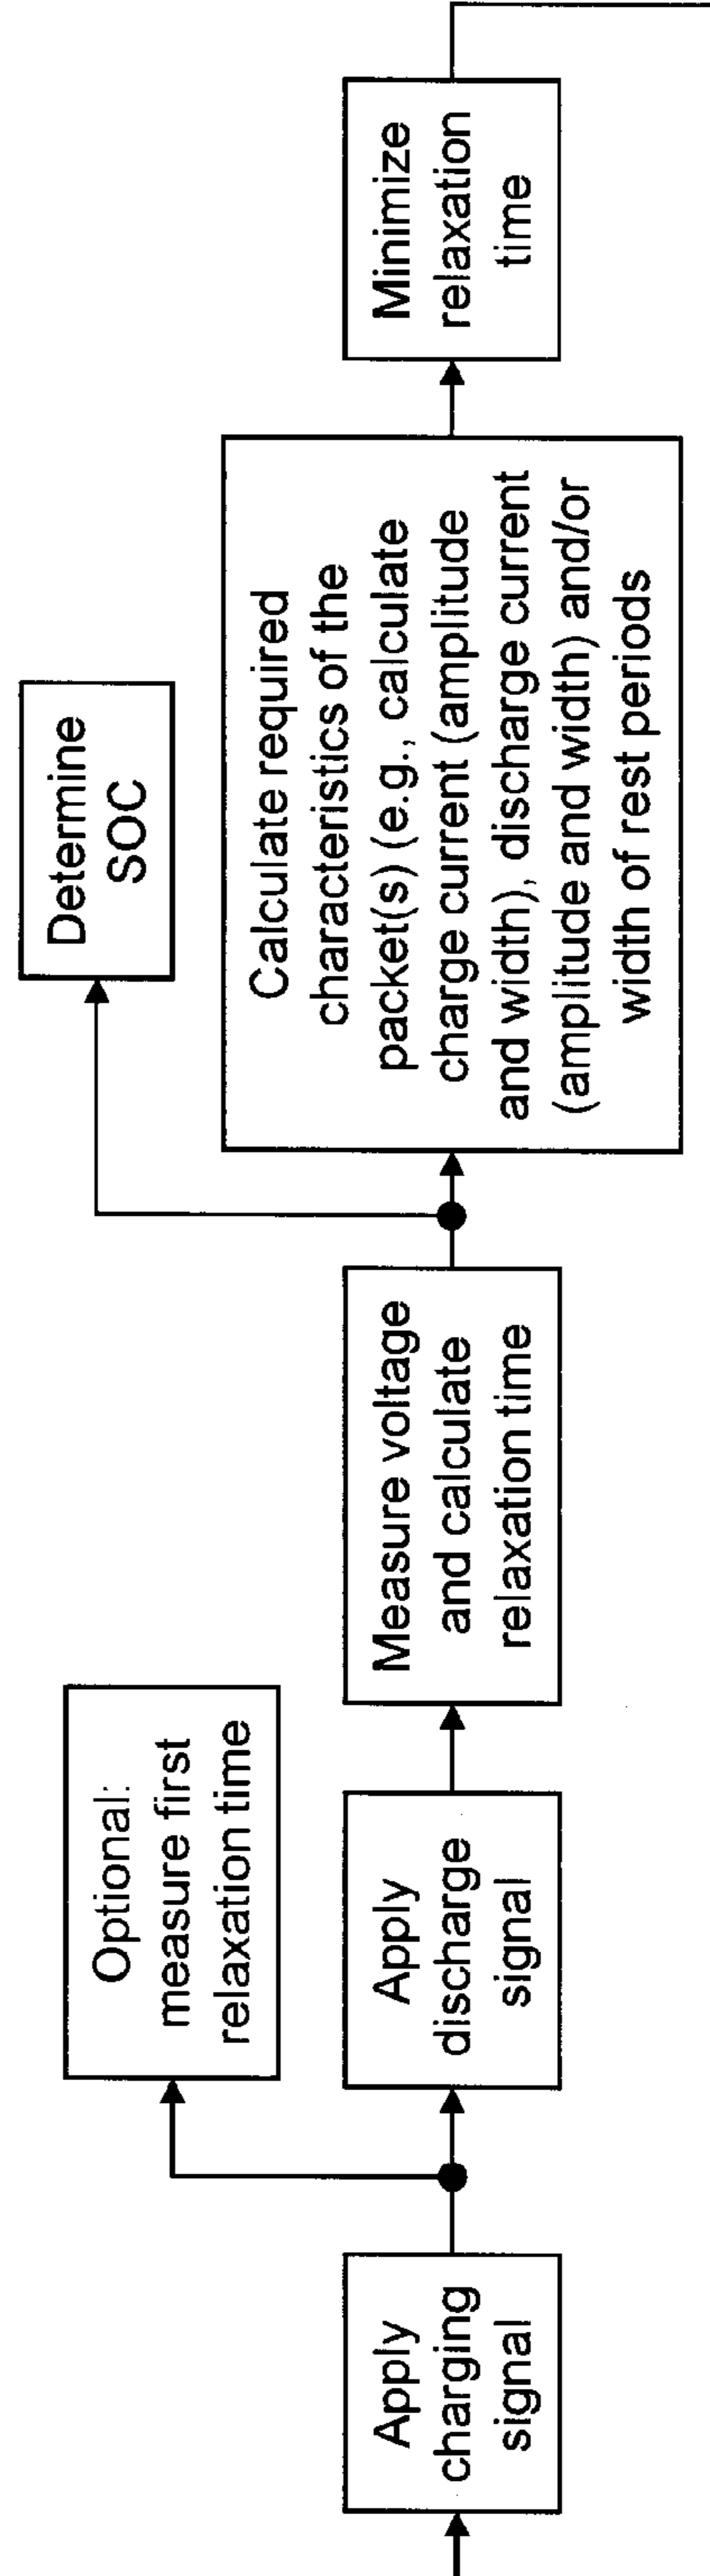 Apply
charging
signal
Optional:
measure first
relaxation time
Apply
discharge
signal
Measure voltage
and calculate
relaxation time
Determine
SOC
Calculate required
characteristics of the
packet(s) (e.g., calculate
charge current (amplitude
and width), discharge current
(amplitude and width) and/or
width of rest periods
Minimize
relaxation
time